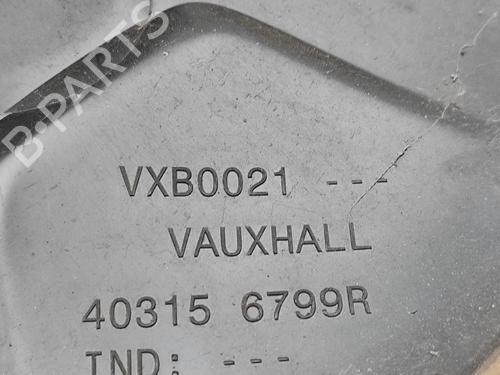 B-PARTS
VXB0021 ---
VAUXHALL
40315 6799R
IND: ---